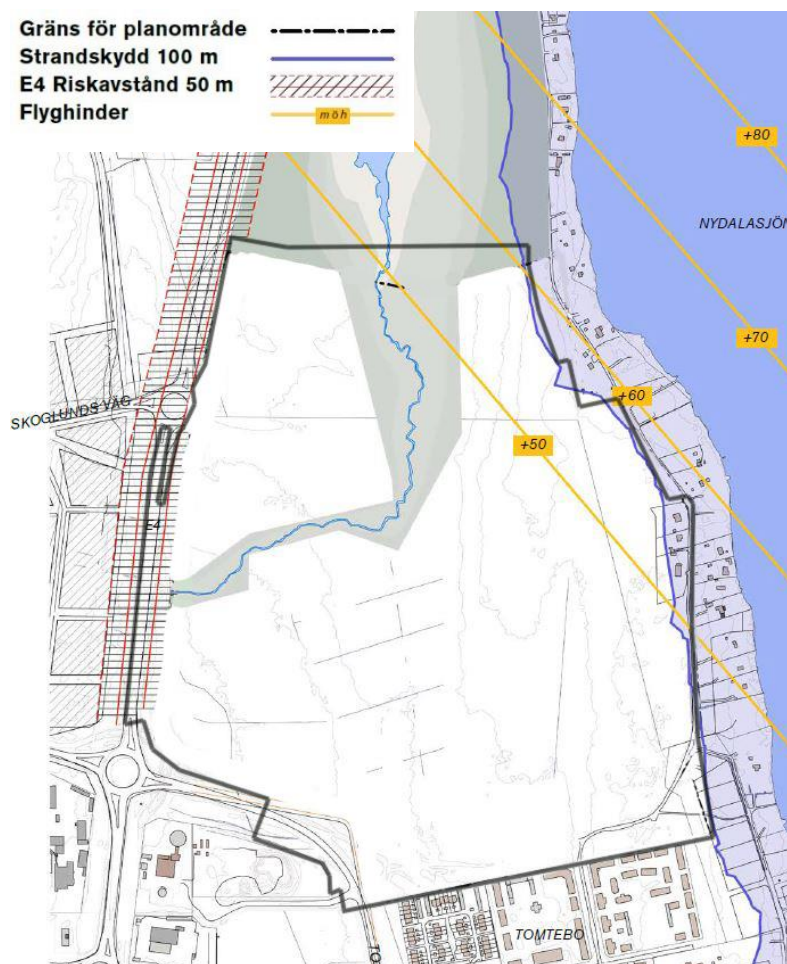 Gräns för planområde
Strandskydd 100 m
E4 Riskavstånd 50 m
Flyghinder
möh
+80
NYDALASJÖN
+70
+60
SKOGLUNDS VÄG
+50
E4
TOMTEBO
TO